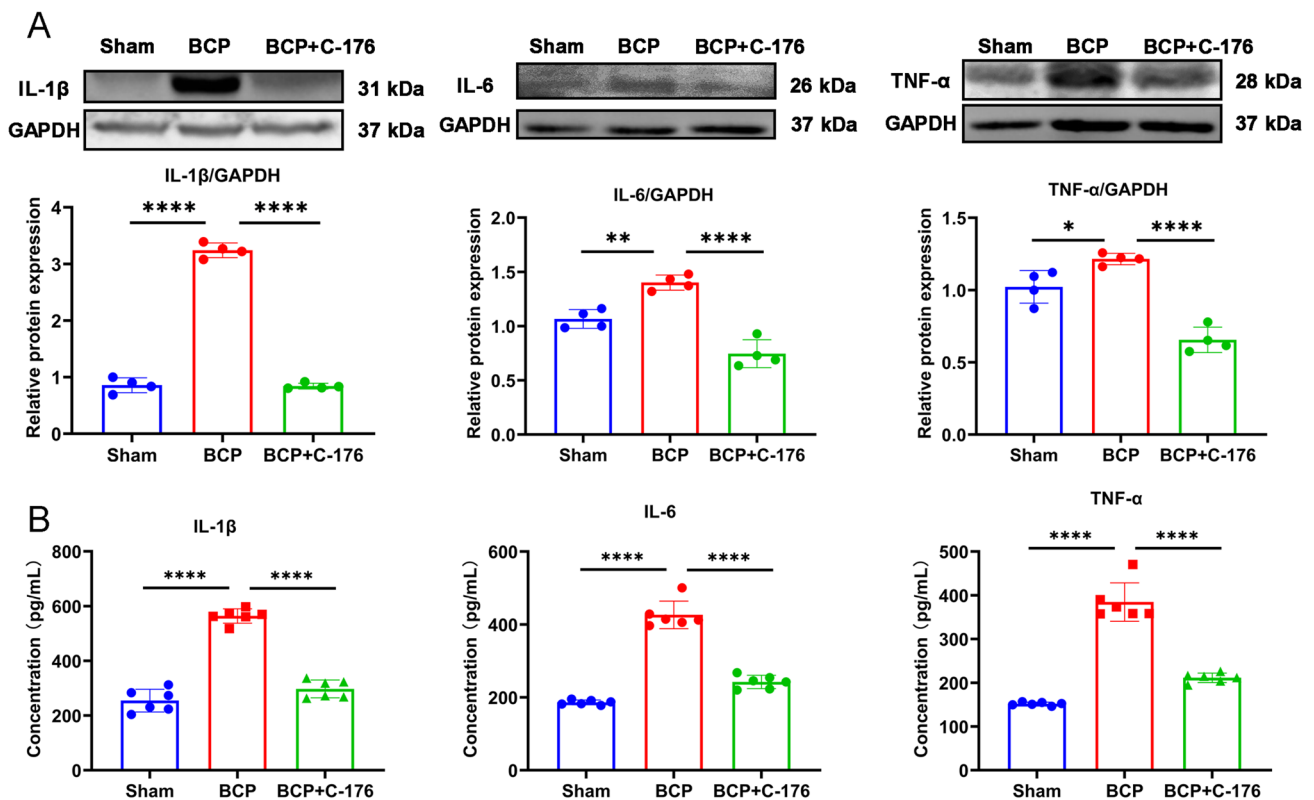 A
Sham BCP BCP+C-176
IL-1β 31 kDa
GAPDH 37 kDa
Sham BCP BCP+C-176
IL-6 26 kDa
GAPDH 37 kDa
Sham BCP BCP+C-176
TNF-α 28 kDa
GAPDH 37 kDa
IL-1β/GAPDH
Relative protein expression
4
3
2
1
0
**** ****
Sham BCP BCP+C-176
IL-6/GAPDH
Relative protein expression
2.0
1.5
1.0
0.5
0.0
** ****
Sham BCP BCP+C-176
TNF-α/GAPDH
Relative protein expression
1.5
1.0
0.5
0.0
* ****
Sham BCP BCP+C-176
B
IL-1β
Concentration（pg/mL）
800
600
400
200
0
**** ****
Sham BCP BCP+C-176
IL-6
Concentration（pg/mL）
600
400
200
0
**** ****
Sham BCP BCP+C-176
TNF-α
Concentration（pg/mL）
500
400
300
200
100
0
**** ****
Sham BCP BCP+C-176